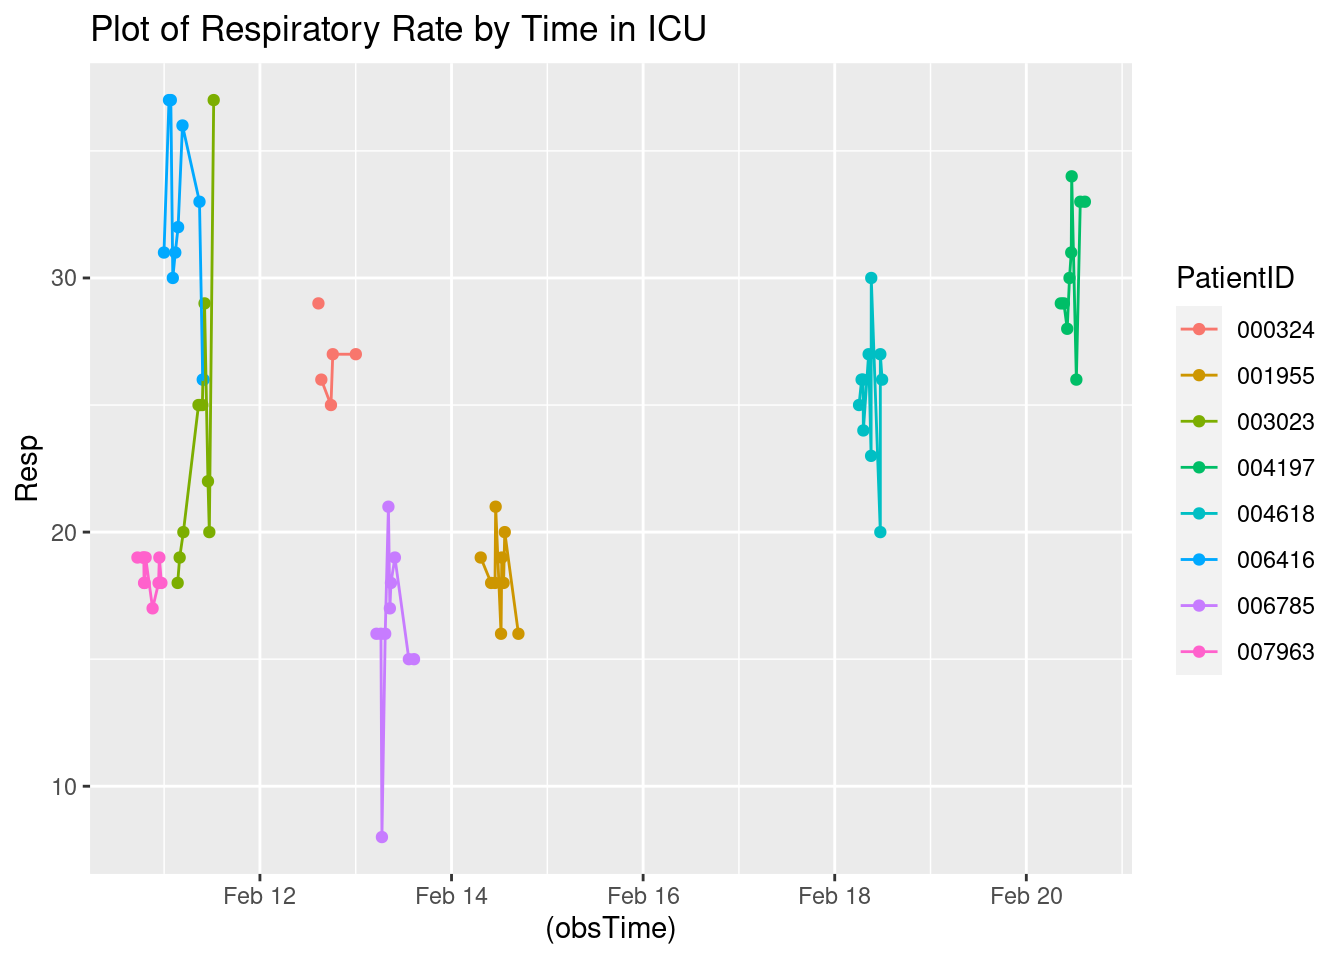 Plot of Respiratory Rate by Time in ICU
30
20
10
Resp
Feb 12
Feb 14
Feb 16
Feb 18
Feb 20
(obsTime)
PatientID
000324
001955
003023
004197
004618
006416
006785
007963